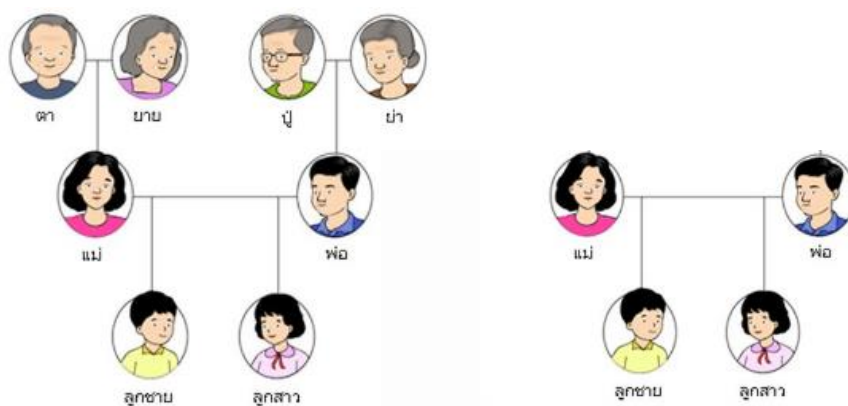 ตา ยาย ปู่ ย่า
แม่ พ่อ แม่ พ่อ
ลูกชาย ลูกสาว ลูกชาย ลูกสาว